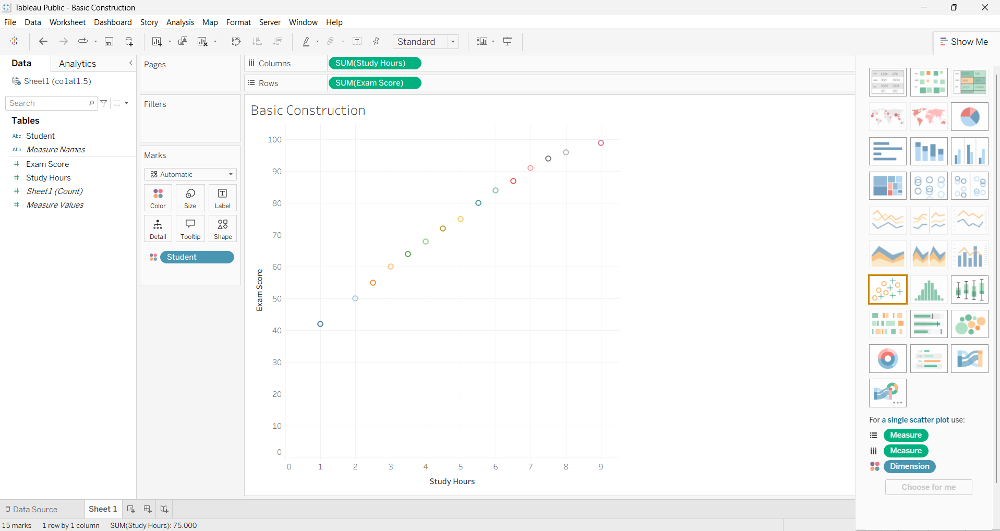 Tableau Public - Basic Construction
File Data Worksheet Dashboard Story Analysis Map Format Server Window Help
Standard
Show Me
Data Analytics
Sheet1 (co1at1.5)
Search
Tables
Abc Student
Abc Measure Names
Exam Score
Study Hours
Sheet1 (Count)
Measure Values
Pages
Filters
Marks
Automatic
Color Size Label
Detail Tooltip Shape
Student
Columns SUM(Study Hours)
Rows SUM(Exam Score)
Basic Construction
100
90
80
70
60
50
40
30
20
10
0
Exam Score
0 1 2 3 4 5 6 7 8 9
Study Hours
For a single scatter plot use:
Measure
Measure
Dimension
Choose for me
Data Source Sheet 1
15 marks 1 row by 1 column SUM(Study Hours): 75.000